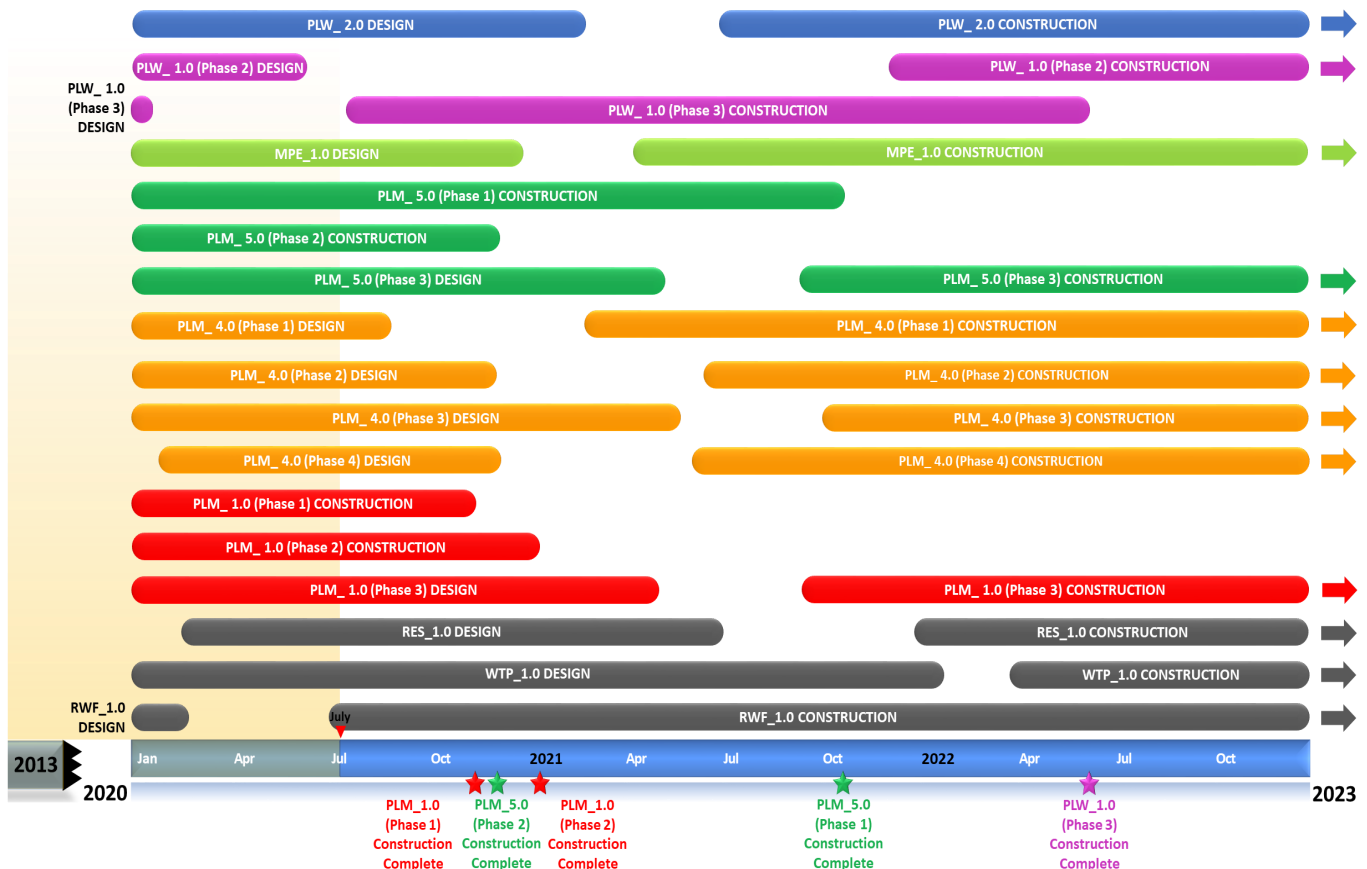 PLW_ 2.0 DESIGN
PLW_ 2.0 CONSTRUCTION
PLW_ 1.0 (Phase 2) DESIGN
PLW_ 1.0 (Phase 2) CONSTRUCTION
PLW_ 1.0
(Phase 3)
DESIGN
PLW_ 1.0 (Phase 3) CONSTRUCTION
MPE_1.0 DESIGN
MPE_1.0 CONSTRUCTION
PLM_ 5.0 (Phase 1) CONSTRUCTION
PLM_ 5.0 (Phase 2) CONSTRUCTION
PLM_ 5.0 (Phase 3) DESIGN
PLM_ 5.0 (Phase 3) CONSTRUCTION
PLM_ 4.0 (Phase 1) DESIGN
PLM_ 4.0 (Phase 1) CONSTRUCTION
PLM_ 4.0 (Phase 2) DESIGN
PLM_ 4.0 (Phase 2) CONSTRUCTION
PLM_ 4.0 (Phase 3) DESIGN
PLM_ 4.0 (Phase 3) CONSTRUCTION
PLM_ 4.0 (Phase 4) DESIGN
PLM_ 4.0 (Phase 4) CONSTRUCTION
PLM_ 1.0 (Phase 1) CONSTRUCTION
PLM_ 1.0 (Phase 2) CONSTRUCTION
PLM_ 1.0 (Phase 3) DESIGN
PLM_ 1.0 (Phase 3) CONSTRUCTION
RES_1.0 DESIGN
RES_1.0 CONSTRUCTION
WTP_1.0 DESIGN
WTP_1.0 CONSTRUCTION
RWF_1.0
DESIGN
July
RWF_1.0 CONSTRUCTION
2013
Jan Apr Jul Oct 2021 Apr Jul Oct 2022 Apr Jul Oct
2020
2023
PLM_1.0
(Phase 1)
Construction
Complete
PLM_5.0
(Phase 2)
Construction
Complete
PLM_1.0
(Phase 2)
Construction
Complete
PLM_5.0
(Phase 1)
Construction
Complete
PLW_1.0
(Phase 3)
Construction
Complete